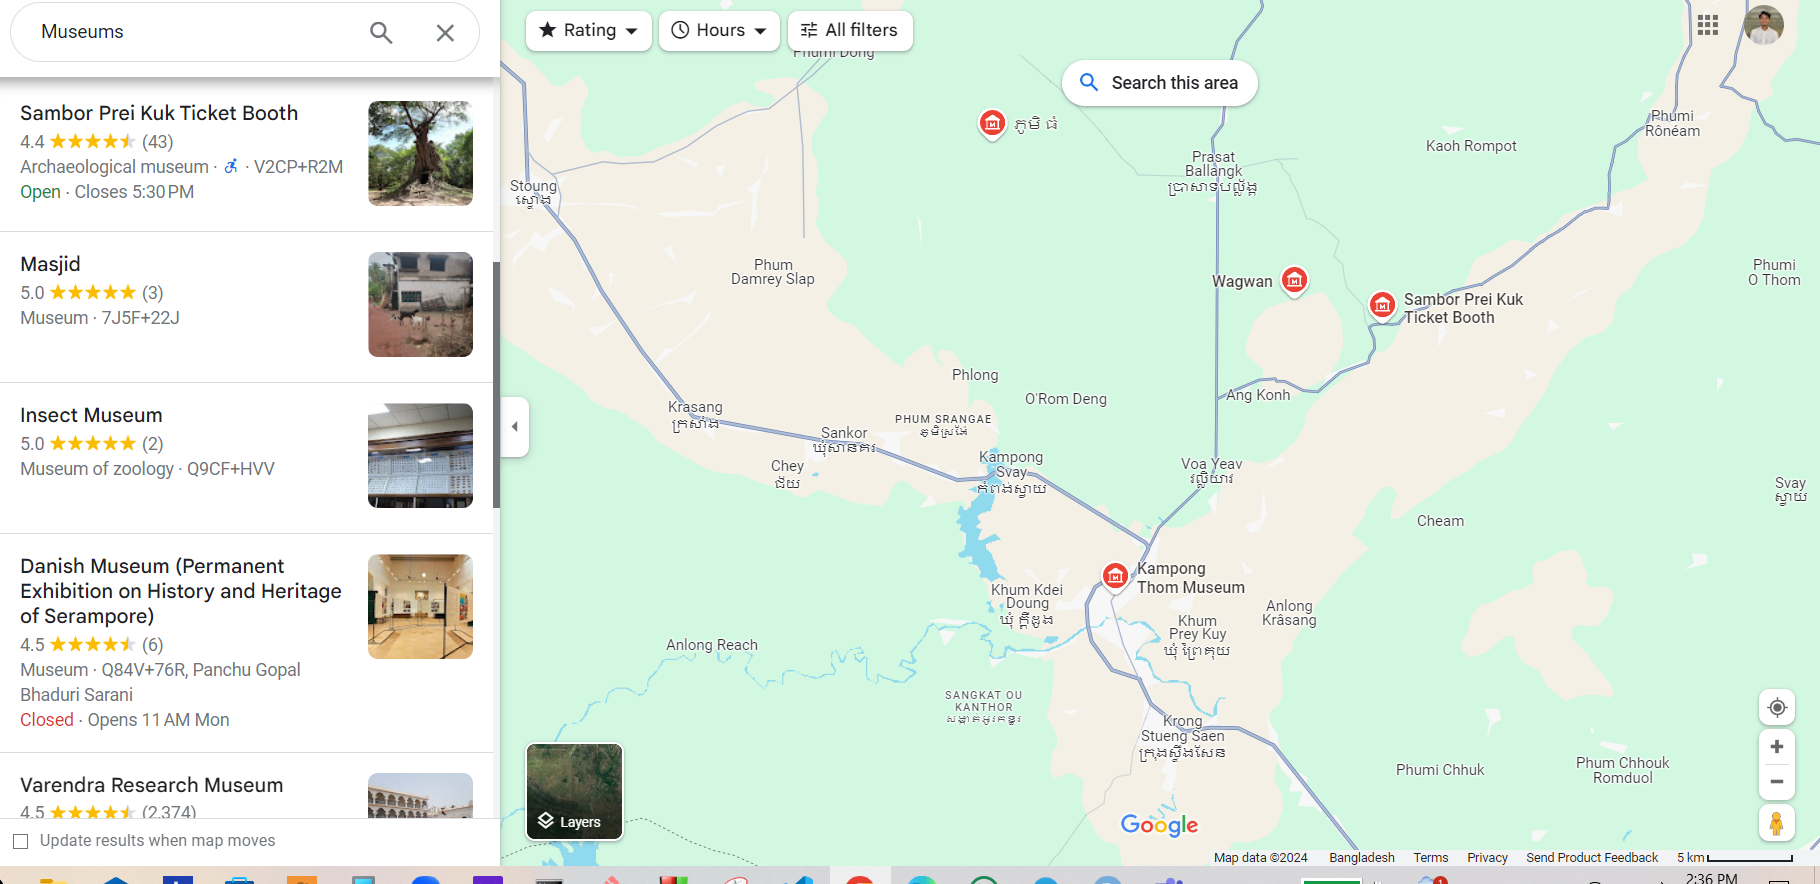 Museums
Sambor Prei Kuk Ticket Booth
4.4 (43)
Archaeological museum · V2CP+R2M
Open · Closes 5:30 PM
Masjid
5.0 (3)
Museum · 7J5F+22J
Insect Museum
5.0 (2)
Museum of zoology · Q9CF+HVV
Danish Museum (Permanent
Exhibition on History and Heritage
of Serampore)
4.5 (6)
Museum · Q84V+76R, Panchu Gopal
Bhaduri Sarani
Closed · Opens 11 AM Mon
Varendra Research Museum
4.5 (2,374)
Update results when map moves
Rating
Hours
All filters
Search this area
Phumi Dong
ភូមិ ធំ
Phumi
Rônéam
Kaoh Rompot
Prasat
Ballangk
ប្រាសាទបល្ល័ង្គ
Stoung
ស្ទោង
Phum
Damrey Slap
Phumi
O Thom
Wagwan
Sambor Prei Kuk
Ticket Booth
Phlong
O'Rom Deng
Ang Konh
Krasang
ក្រសាំង
PHUM SRANGAE
ភូមិស្រង៉ែ
Sankor
ឃុំសានគរ
Chey
ជ័យ
Kampong
Svay
កំពង់ស្វាយ
Voa Yeav
វល្លិយាវ
Svay
ស្វាយ
Cheam
Kampong
Thom Museum
Khum Kdei
Doung
ឃុំ ក្ដីដូង
Anlong
Krâsang
Khum
Prey Kuy
ឃុំ ព្រៃគុយ
Anlong Reach
SANGKAT OU
KANTHOR
សង្កាត់អូរកន្ធរ
Krong
Stueng Saen
ក្រុងស្ទឹងសែន
Phumi Chhuk
Phum Chhouk
Romduol
Layers
Google
Map data ©2024 Bangladesh Terms Privacy Send Product Feedback 5 km
2:36 PM